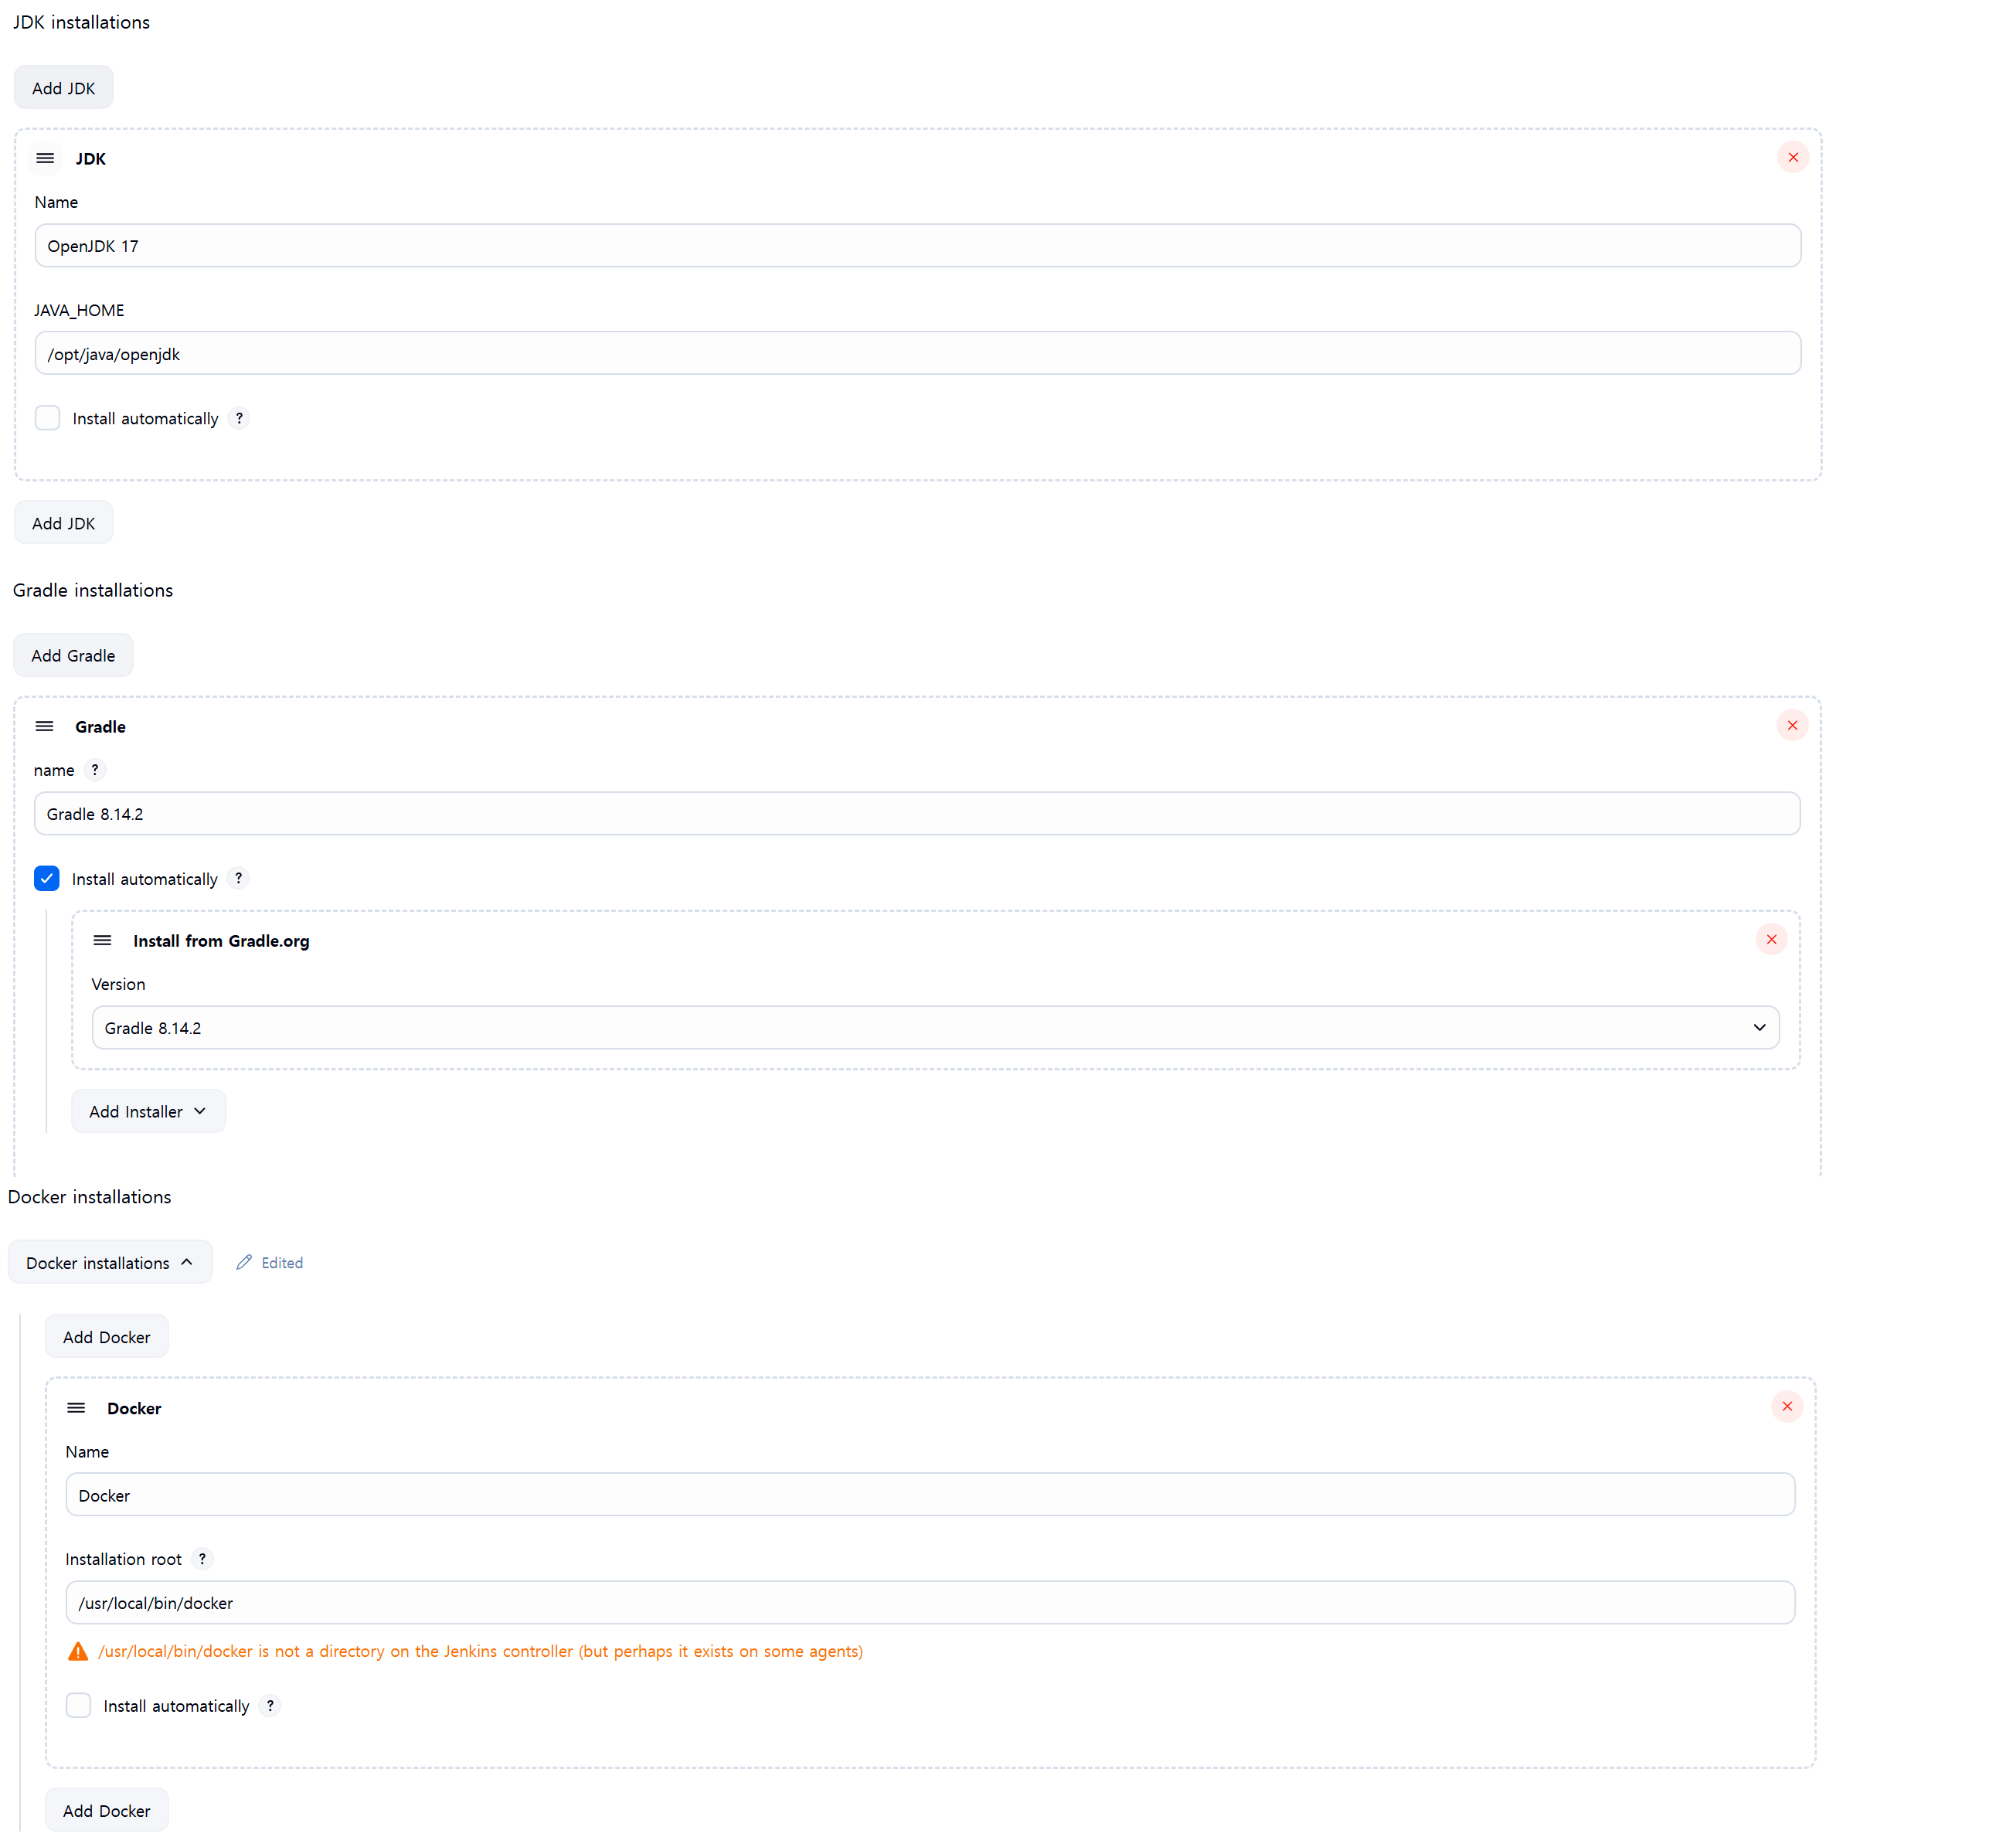 JDK installations
Add JDK
JDK
Name
OpenJDK 17
JAVA_HOME
/opt/java/openjdk
Install automatically ?
Add JDK
Gradle installations
Add Gradle
Gradle
name ?
Gradle 8.14.2
Install automatically ?
Install from Gradle.org
Version
Gradle 8.14.2
Add Installer
Docker installations
Docker installations Edited
Add Docker
Docker
Name
Docker
Installation root ?
/usr/local/bin/docker
/usr/local/bin/docker is not a directory on the Jenkins controller (but perhaps it exists on some agents)
Install automatically ?
Add Docker